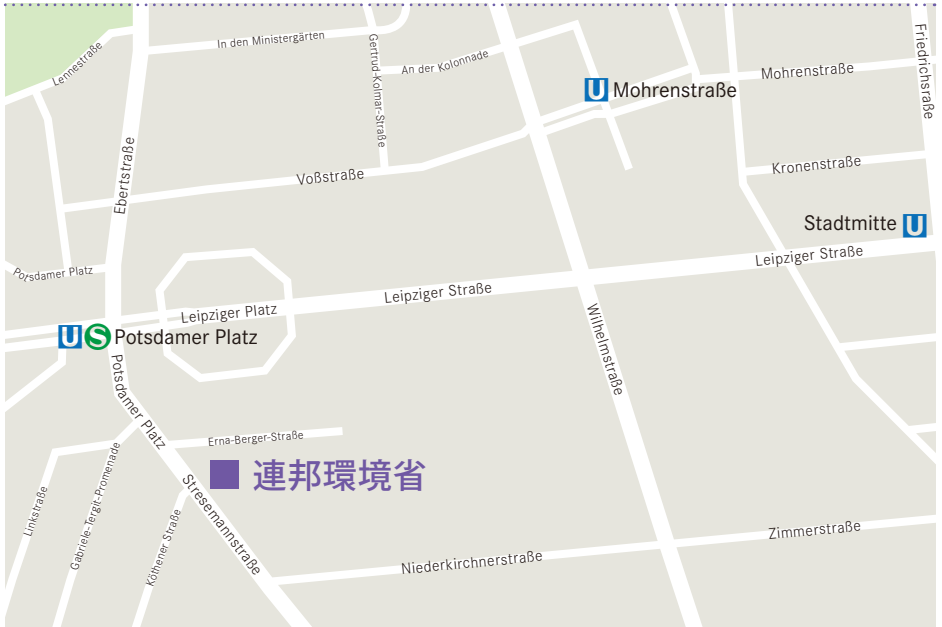 In den Ministergärten
Lennestraße
Gertrud-Kolmar-Straße
An der Kolonnade
Friedrichsraße
U Mohrenstraße
Mohrenstraße
Ebertstraße
Voßstraße
Kronenstraße
Stadtmitte U
Potsdamer Platz
Leipziger Straße
Leipziger Straße
Leipziger Platz
U S Potsdamer Platz
Wilhelmstraße
Potsdamer Platz
Erna-Berger-Straße
連邦環境省
Linkstraße
Gabriele-Tergit-Promenade
Köthener Straße
Stresemannstraße
Niederkirchnerstraße
Zimmerstraße